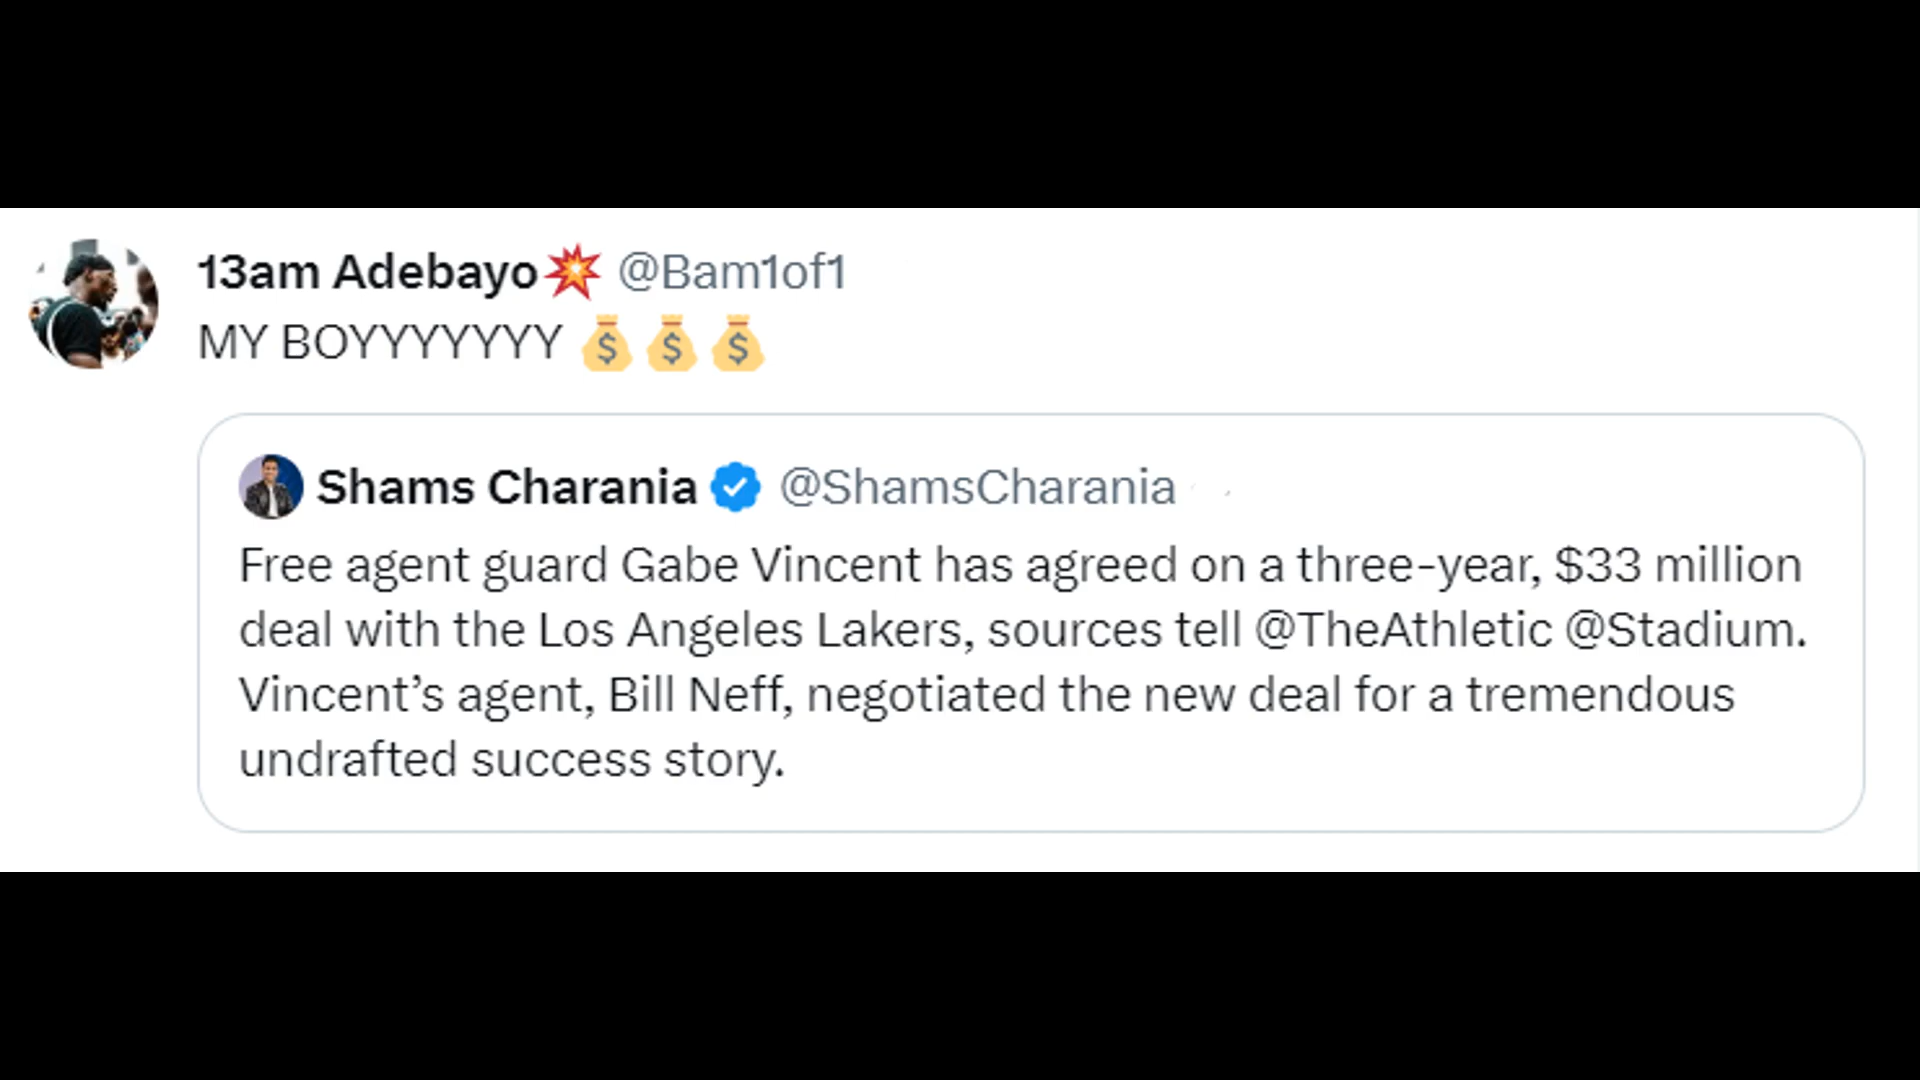 13am Adebayo💥 @Bam1of1
MY BOYYYYYYY 💰💰💰
Shams Charania @ShamsCharania
Free agent guard Gabe Vincent has agreed on a three-year, $33 million
deal with the Los Angeles Lakers, sources tell @TheAthletic @Stadium.
Vincent’s agent, Bill Neff, negotiated the new deal for a tremendous
undrafted success story.